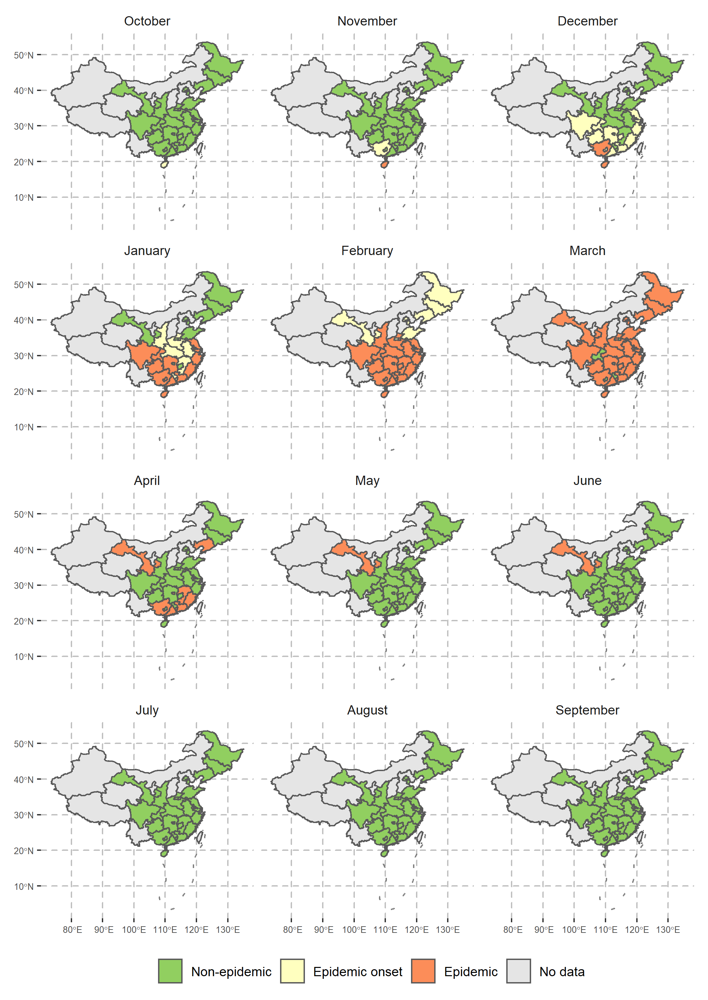 October November December
50°N
40°N
30°N
20°N
10°N
January February March
50°N
40°N
30°N
20°N
10°N
April May June
50°N
40°N
30°N
20°N
10°N
July August September
50°N
40°N
30°N
20°N
10°N
80°E 90°E 100°E 110°E 120°E 130°E 80°E 90°E 100°E 110°E 120°E 130°E 80°E 90°E 100°E 110°E 120°E 130°E
Non-epidemic Epidemic onset Epidemic No data